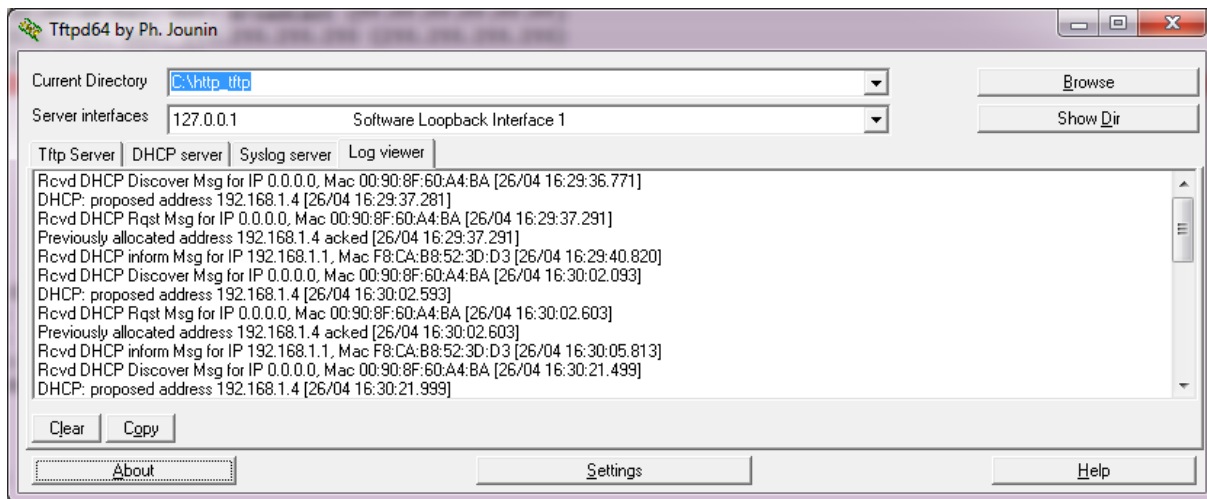 Tftpd64 by Ph. Jounin
Current Directory C:\http_tftp Browse
Server interfaces 127.0.0.1 Software Loopback Interface 1 Show Dir
Tftp Server DHCP server Syslog server Log viewer
Rcvd DHCP Discover Msg for IP 0.0.0.0, Mac 00:90:8F:60:A4:BA [26/04 16:29:36.771]
DHCP: proposed address 192.168.1.4 [26/04 16:29:37.281]
Rcvd DHCP Rqst Msg for IP 0.0.0.0, Mac 00:90:8F:60:A4:BA [26/04 16:29:37.291]
Previously allocated address 192.168.1.4 acked [26/04 16:29:37.291]
Rcvd DHCP inform Msg for IP 192.168.1.1, Mac F8:CA:B8:52:3D:D3 [26/04 16:29:40.820]
Rcvd DHCP Discover Msg for IP 0.0.0.0, Mac 00:90:8F:60:A4:BA [26/04 16:30:02.093]
DHCP: proposed address 192.168.1.4 [26/04 16:30:02.593]
Rcvd DHCP Rqst Msg for IP 0.0.0.0, Mac 00:90:8F:60:A4:BA [26/04 16:30:02.603]
Previously allocated address 192.168.1.4 acked [26/04 16:30:02.603]
Rcvd DHCP inform Msg for IP 192.168.1.1, Mac F8:CA:B8:52:3D:D3 [26/04 16:30:05.813]
Rcvd DHCP Discover Msg for IP 0.0.0.0, Mac 00:90:8F:60:A4:BA [26/04 16:30:21.499]
DHCP: proposed address 192.168.1.4 [26/04 16:30:21.999]
Clear Copy
About Settings Help